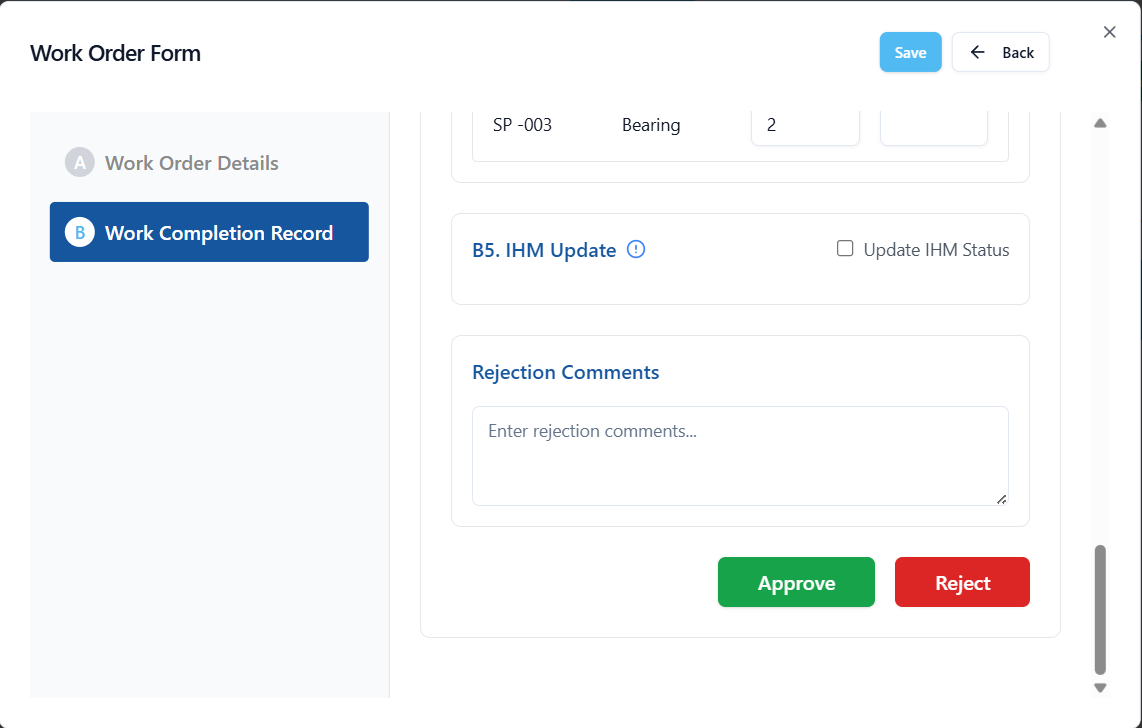 Work Order Form
Save
Back
A Work Order Details
B Work Completion Record
SP -003 Bearing 2
B5. IHM Update
Update IHM Status
Rejection Comments
Enter rejection comments...
Approve
Reject